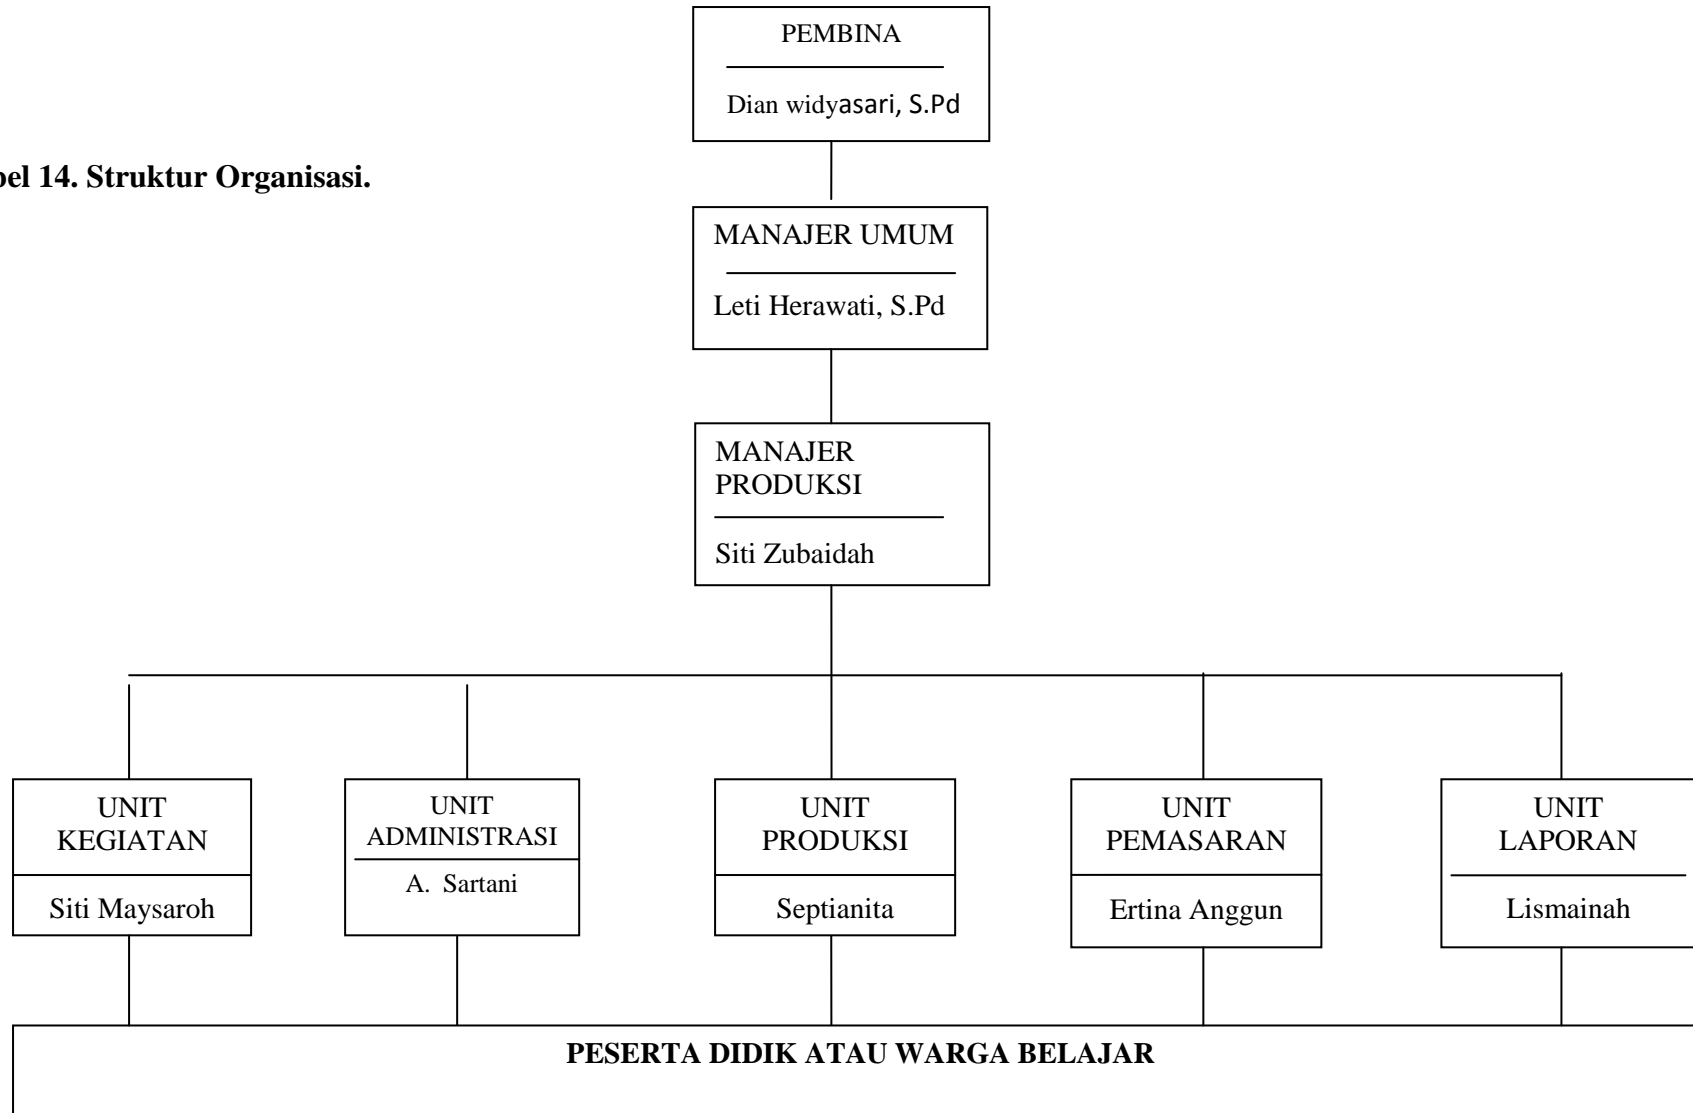 PEMBINA
Dian widyasari, S.Pd
bel 14. Struktur Organisasi.
MANAJER UMUM
Leti Herawati, S.Pd
MANAJER
PRODUKSI
Siti Zubaidah
UNIT
KEGIATAN
Siti Maysaroh
UNIT
ADMINISTRASI
A. Sartani
UNIT
PRODUKSI
Septianita
UNIT
PEMASARAN
Ertina Anggun
UNIT
LAPORAN
Lismainah
PESERTA DIDIK ATAU WARGA BELAJAR